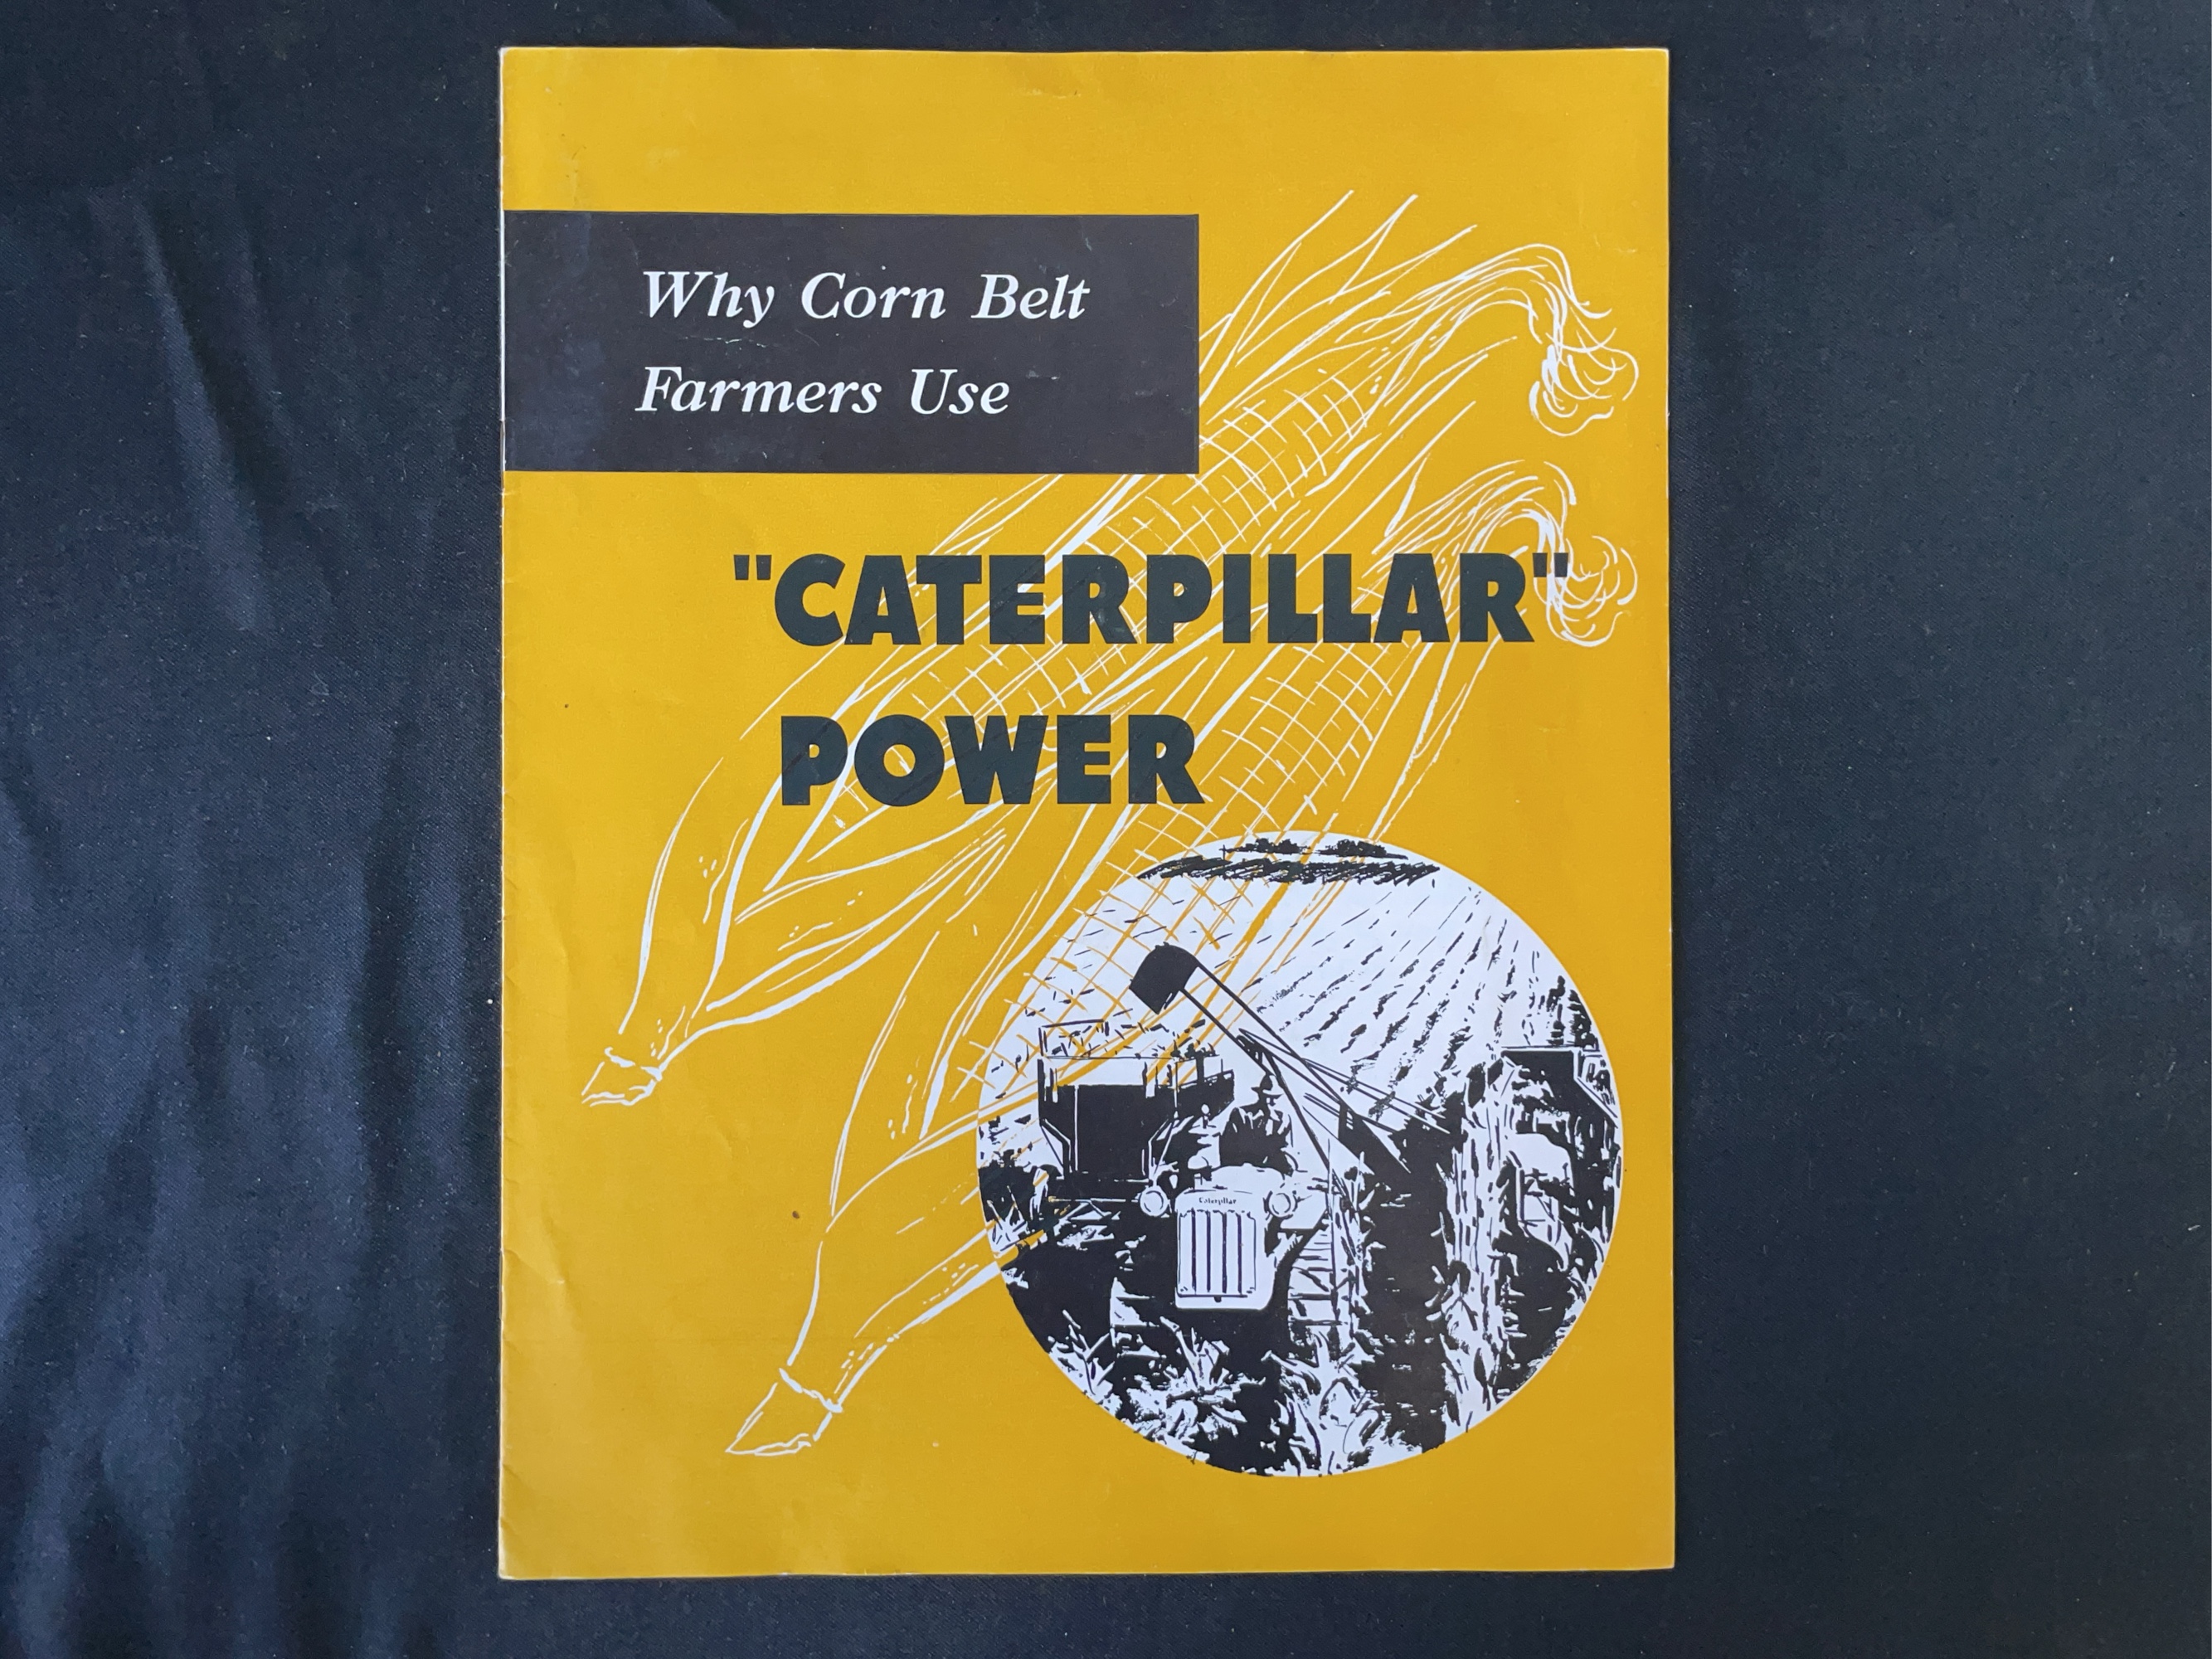 Why Corn Belt
Farmers Use
"CATERPILLAR"
POWER
Caterpillar